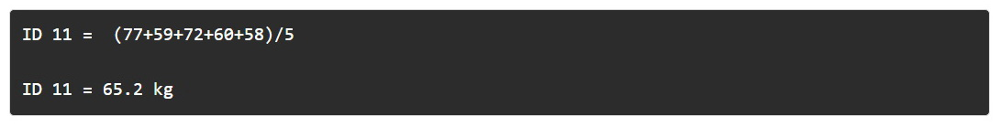 ID 11 =  (77+59+72+60+58)/5
ID 11 = 65.2 kg